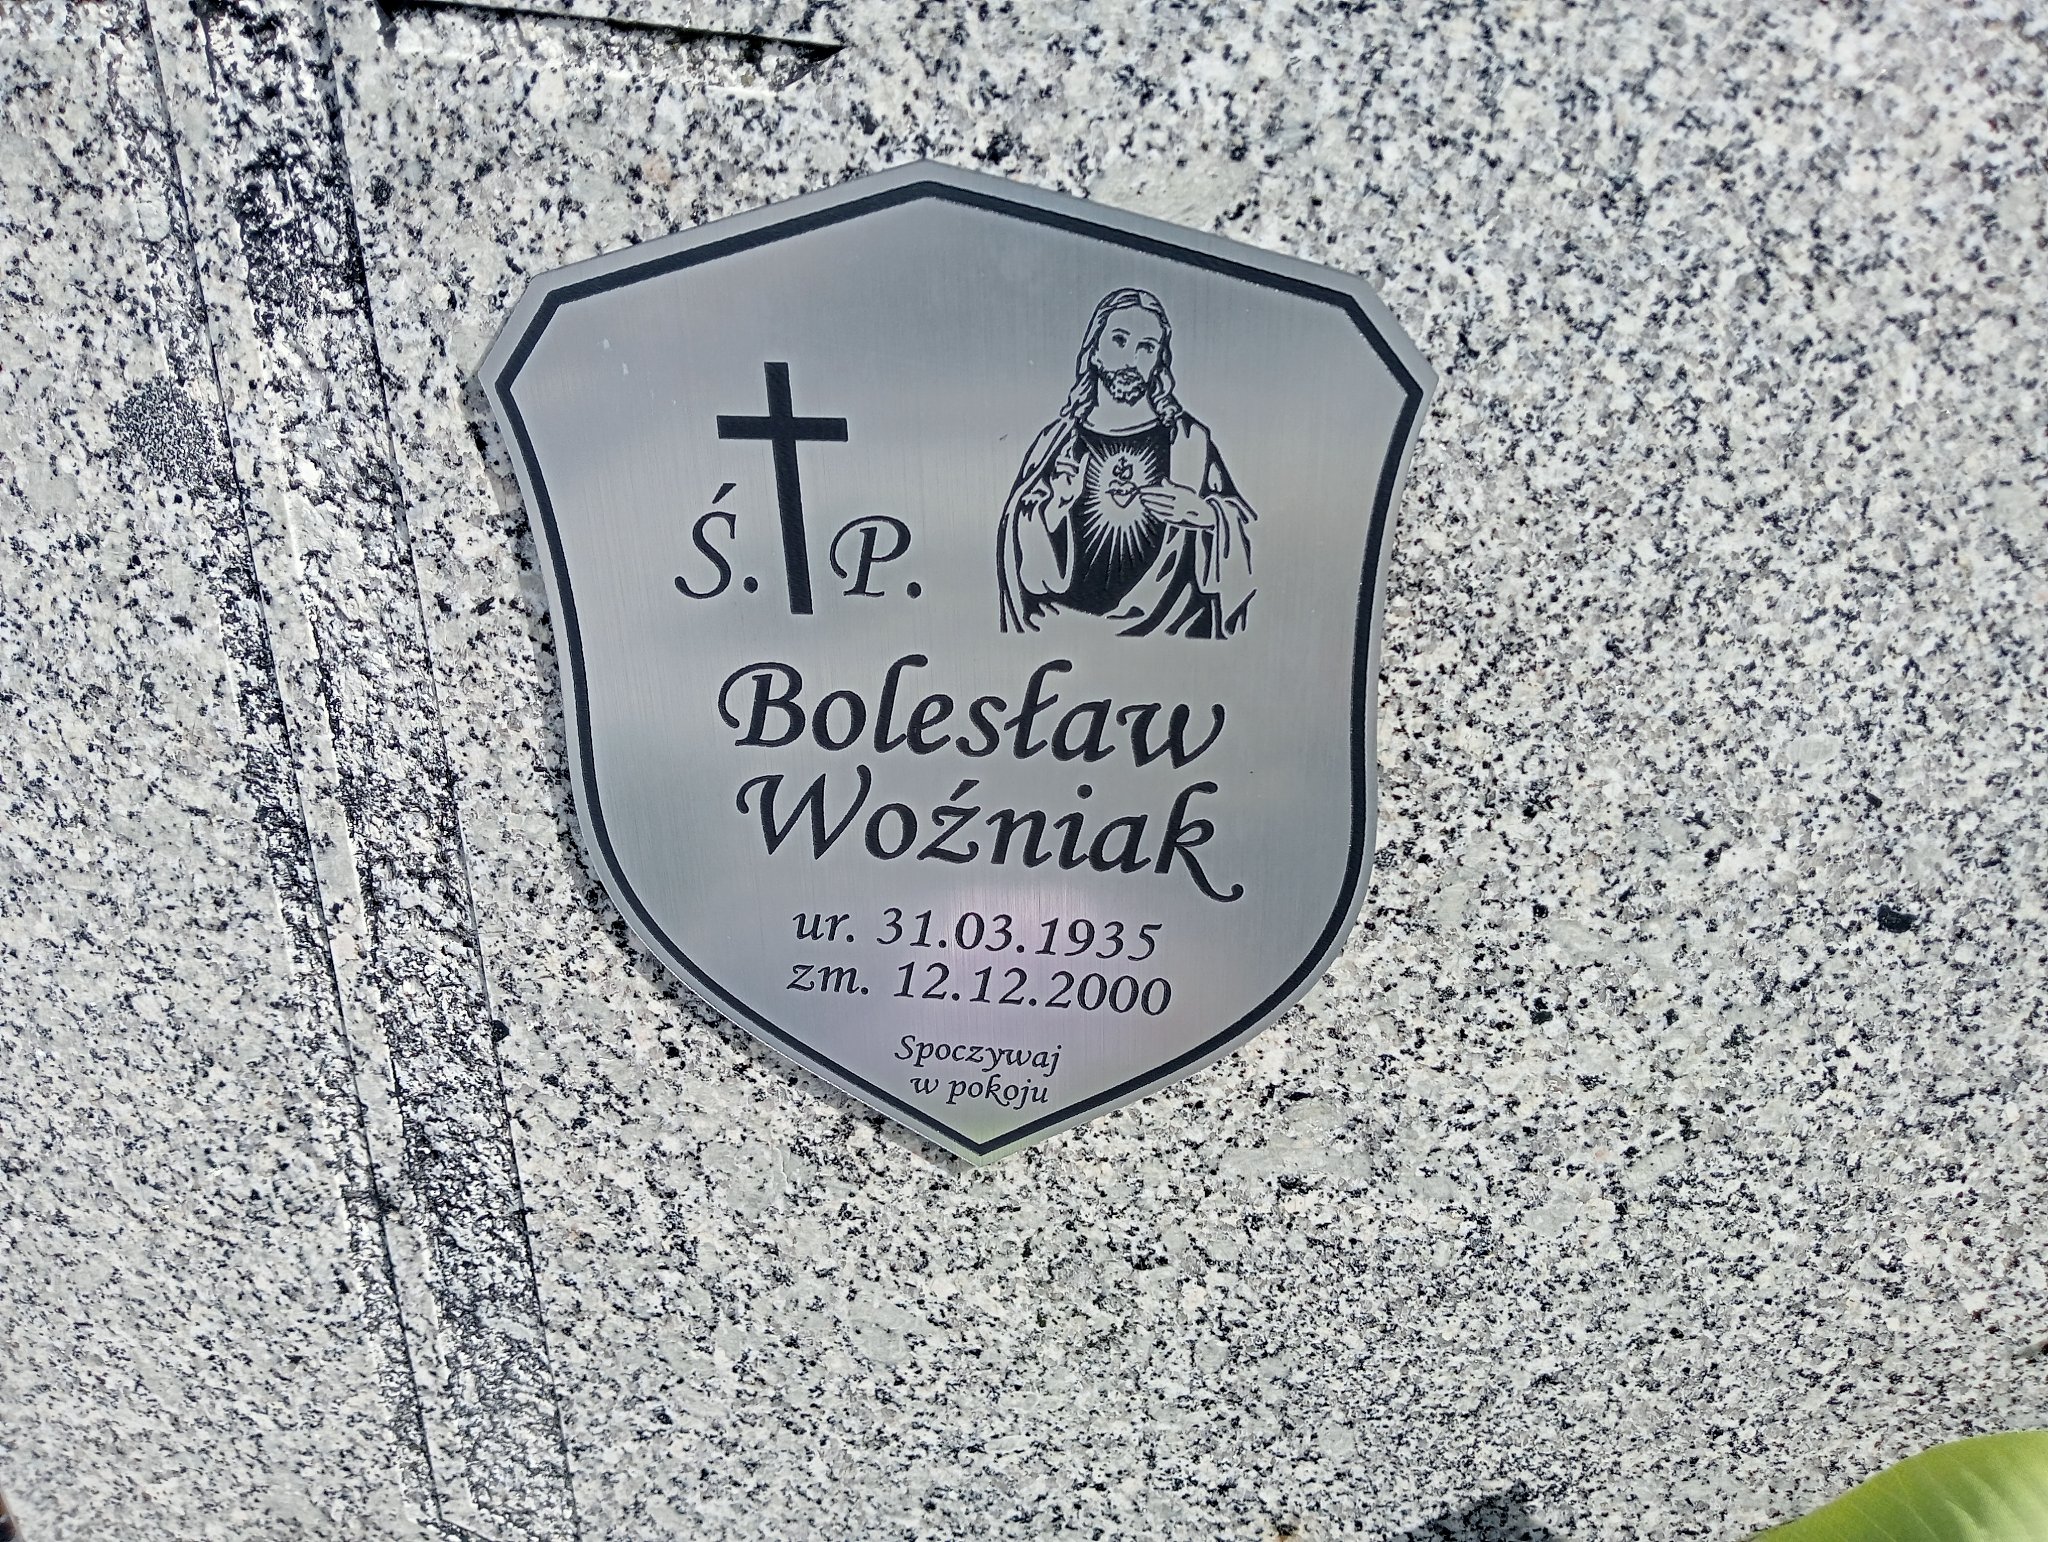 Ś. P.
Bolesław
Woźniak
ur. 31.03.1935
zm. 12.12.2000
Spoczywaj
w pokoju